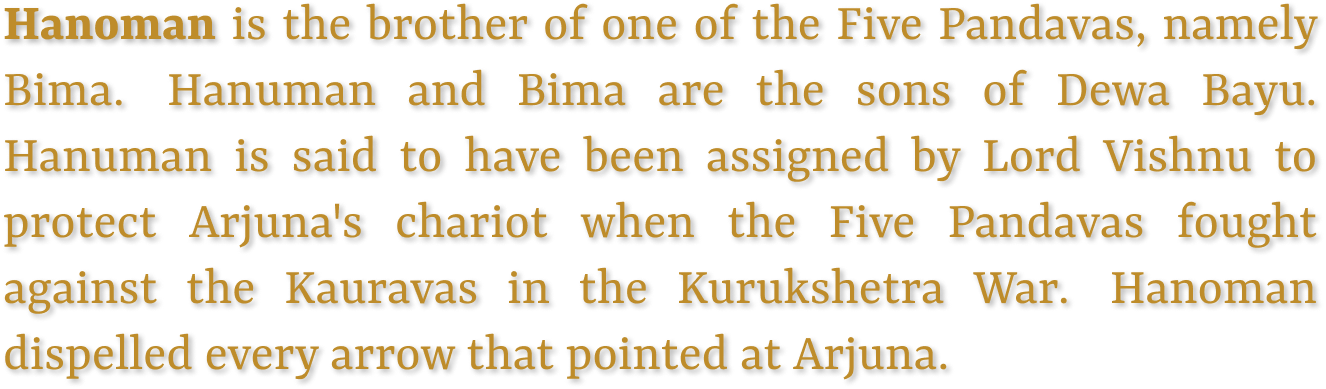 Hanoman is the brother of one of the Five Pandavas, namely
Bima. Hanuman and Bima are the sons of Dewa Bayu.
Hanuman is said to have been assigned by Lord Vishnu to
protect Arjuna's chariot when the Five Pandavas fought
against the Kauravas in the Kurukshetra War. Hanoman
dispelled every arrow that pointed at Arjuna.